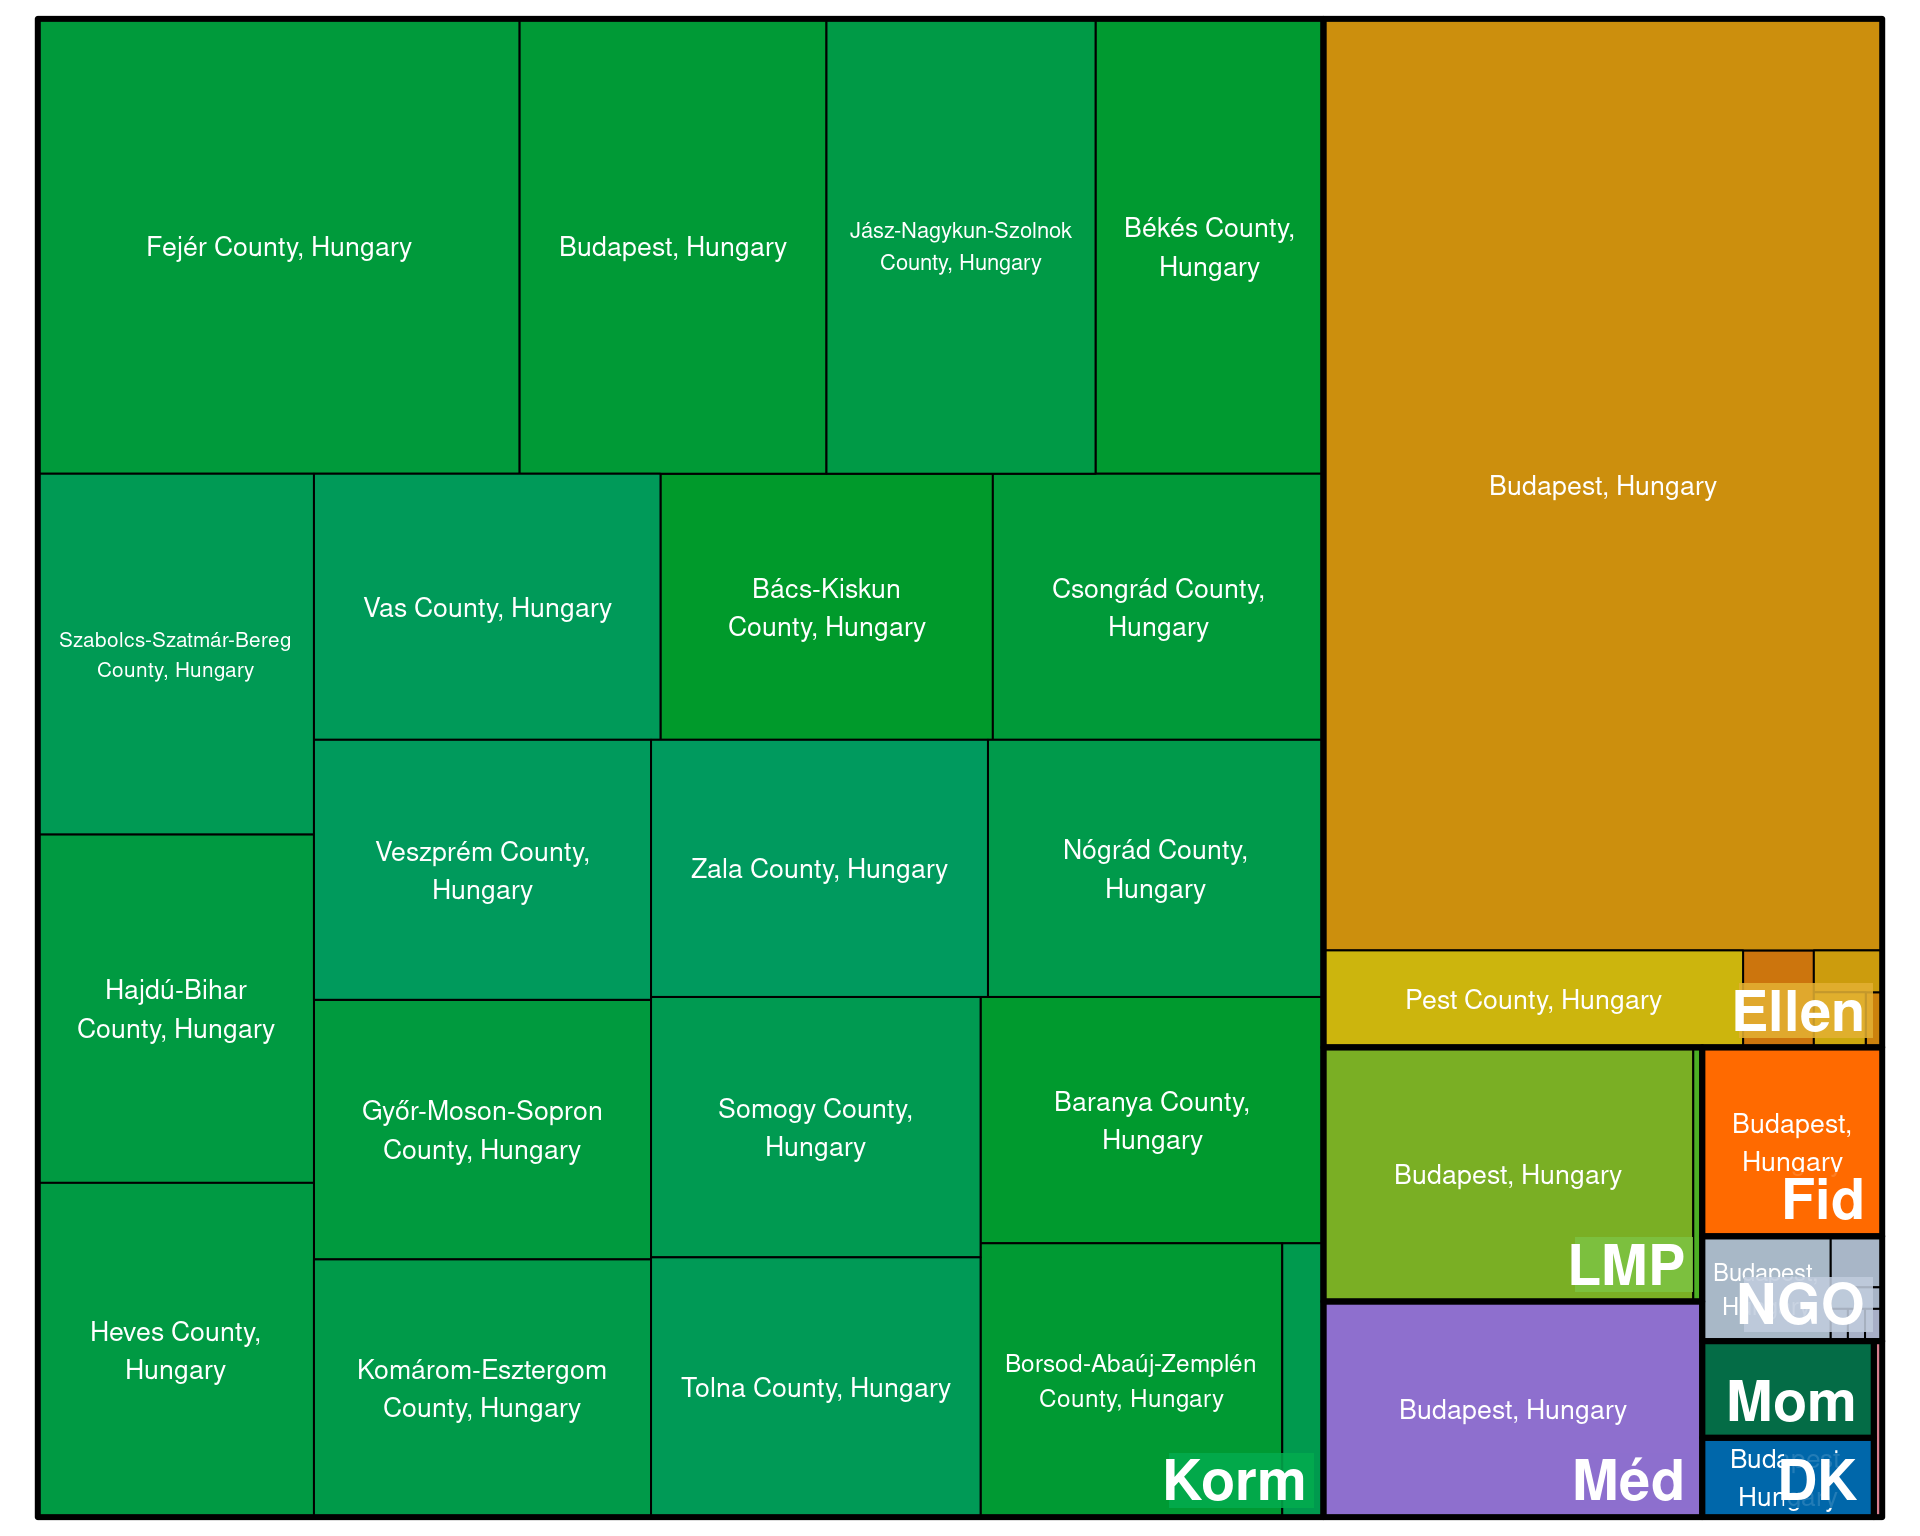 Fejér County, Hungary
Budapest, Hungary
Jász-Nagykun-Szolnok
County, Hungary
Békés County,
Hungary
Szabolcs-Szatmár-Bereg
County, Hungary
Vas County, Hungary
Bács-Kiskun
County, Hungary
Csongrád County,
Hungary
Veszprém County,
Hungary
Zala County, Hungary
Nógrád County,
Hungary
Hajdú-Bihar
County, Hungary
Győr-Moson-Sopron
County, Hungary
Somogy County,
Hungary
Baranya County,
Hungary
Heves County,
Hungary
Komárom-Esztergom
County, Hungary
Tolna County, Hungary
Borsod-Abaúj-Zemplén
County, Hungary
Korm
Budapest, Hungary
Pest County, Hungary
Ellen
Budapest, Hungary
LMP
Budapest,
Hungary
Fid
Budapest,
NGO
Budapest, Hungary
Méd
Mom
Budapest,
Hungary
DK